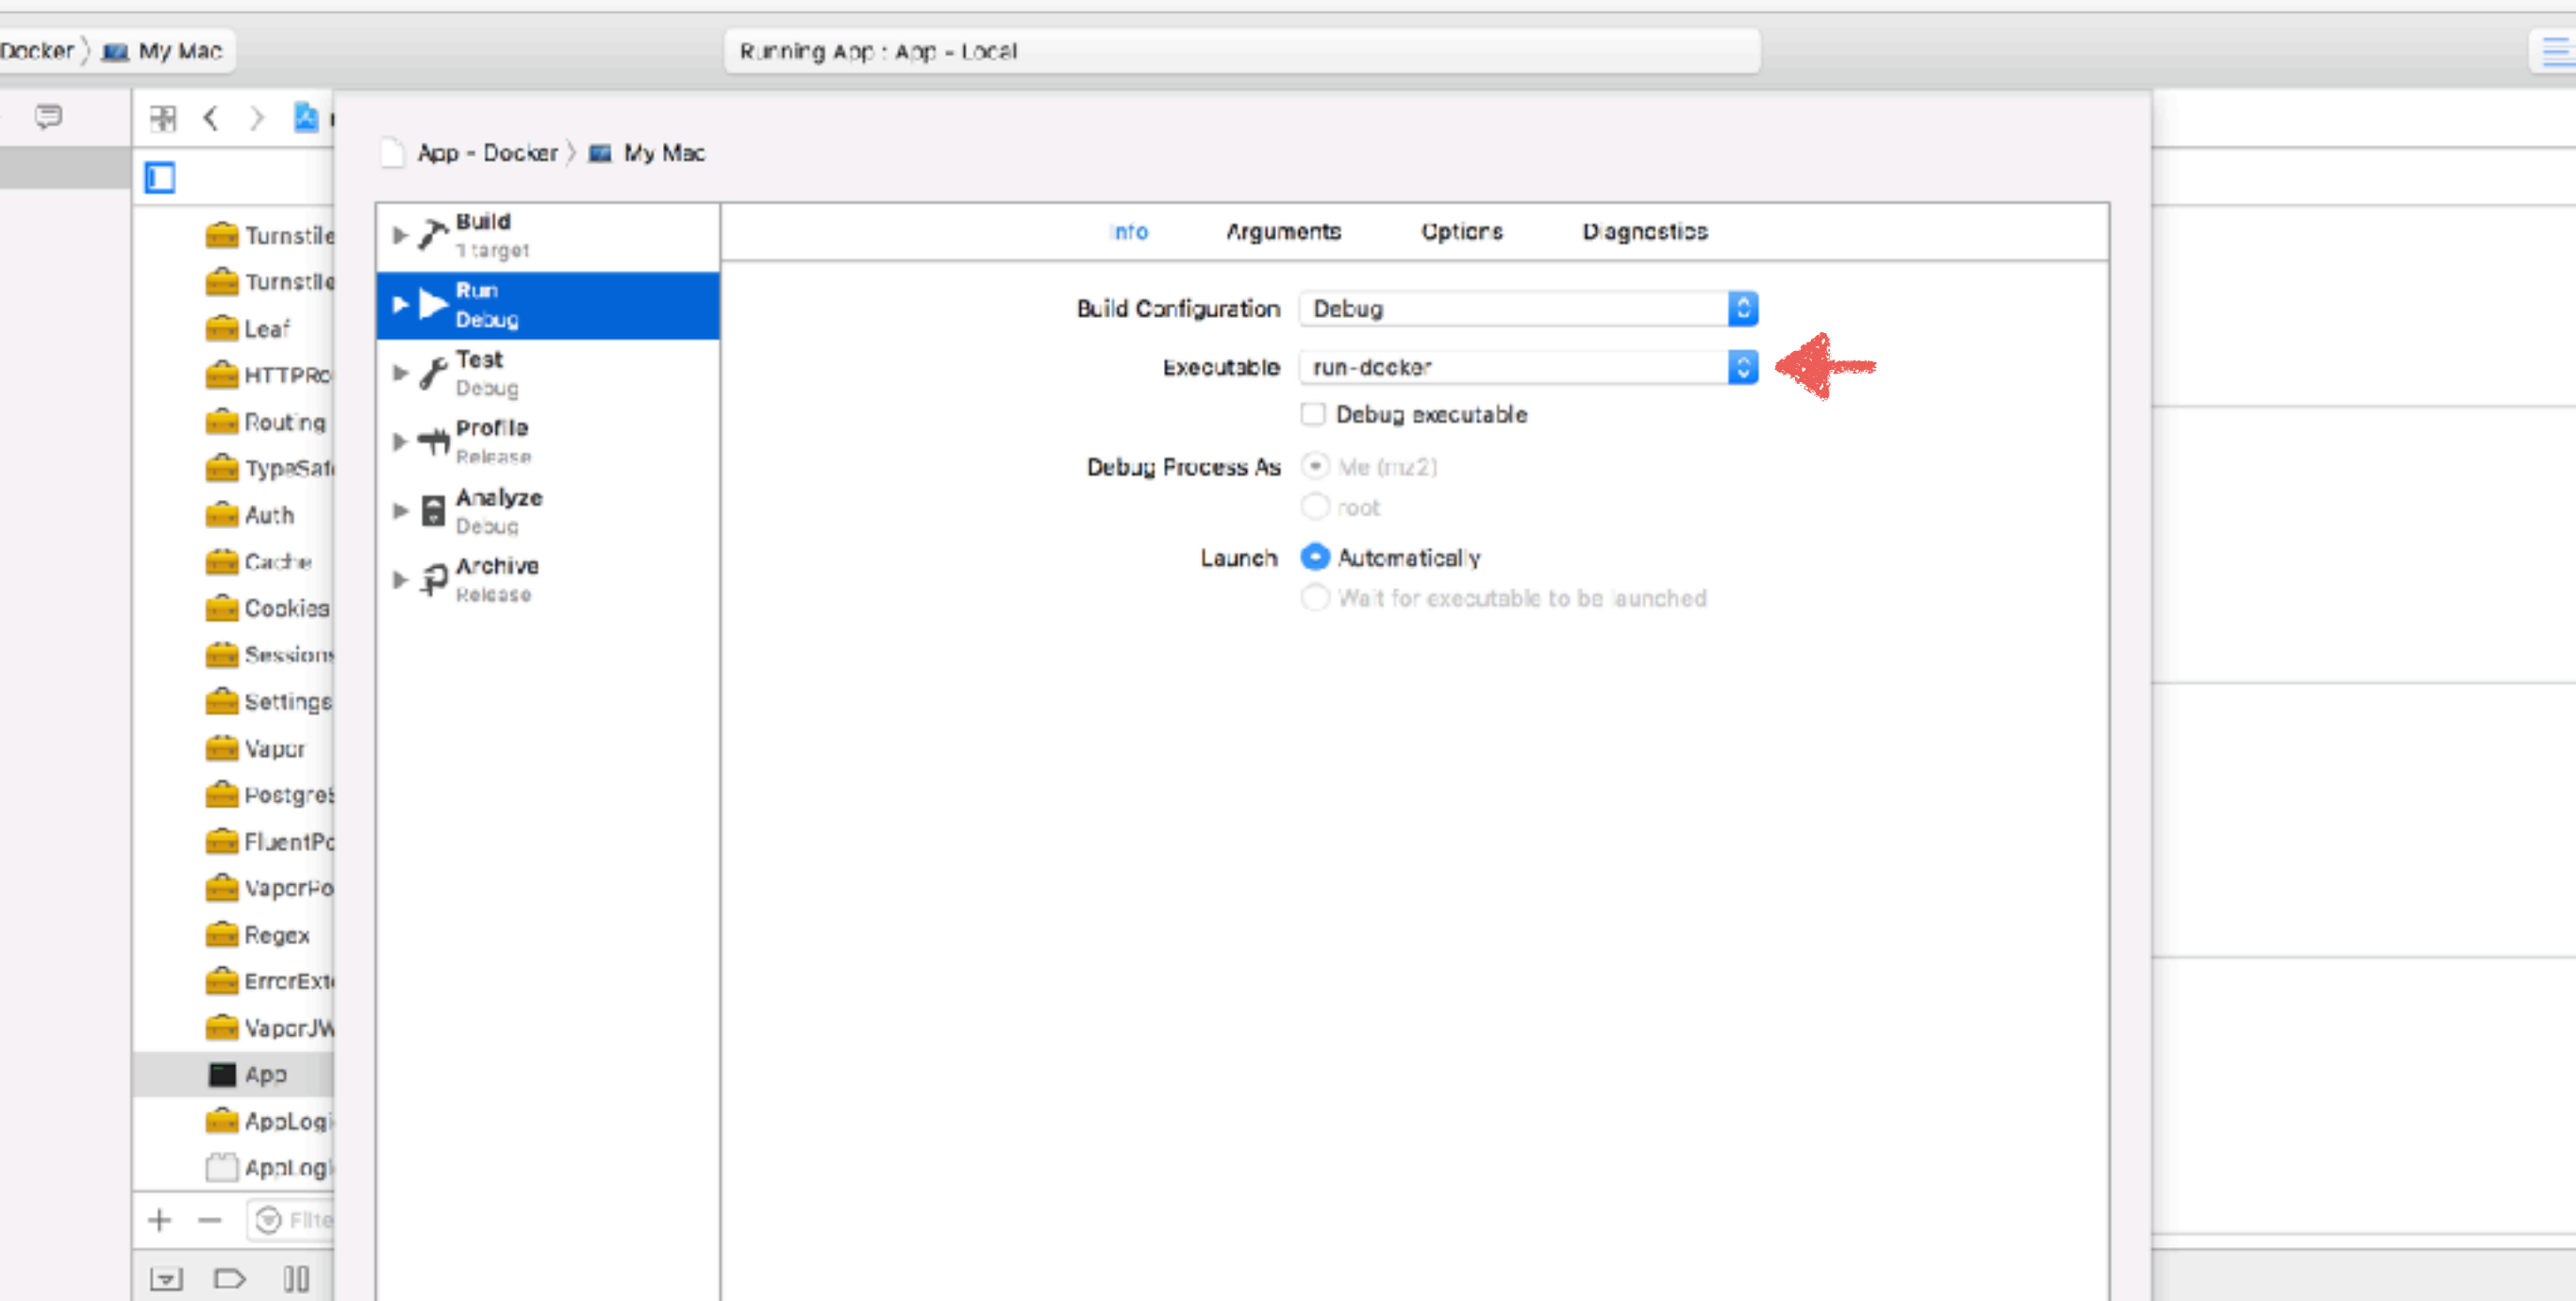 Docker 〉 My Mac
Running App : App - Local
App - Docker 〉 My Mac
Build
1 target
Run
Debug
Test
Debug
Profile
Release
Analyze
Debug
Archive
Release
Info Arguments Options Diagnostics
Build Configuration Debug
Executable run-docker
Debug executable
Debug Process As Me (mz2)
root
Launch Automatically
Wait for executable to be launched
Turnstile
Turnstile
Leaf
HTTPRo
Routing
TypeSaf
Auth
Cache
Cookies
Sessions
Settings
Vapor
Postgre
FluentPo
VaporPo
Regex
ErrorExt
VaporJW
App
AppLogi
AppLogi
Filte